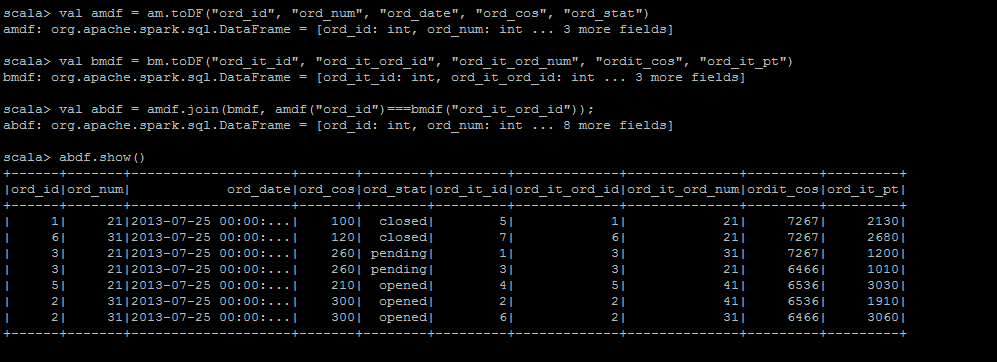 scala> val amdf = am.toDF("ord_id", "ord_num", "ord_date", "ord_cos", "ord_stat")
amdf: org.apache.spark.sql.DataFrame = [ord_id: int, ord_num: int ... 3 more fields]
scala> val bmdf = bm.toDF("ord_it_id", "ord_it_ord_id", "ord_it_ord_num", "ordit_cos", "ord_it_pt")
bmdf: org.apache.spark.sql.DataFrame = [ord_it_id: int, ord_it_ord_id: int ... 3 more fields]
scala> val abdf = amdf.join(bmdf, amdf("ord_id")===bmdf("ord_it_ord_id"));
abdf: org.apache.spark.sql.DataFrame = [ord_id: int, ord_num: int ... 8 more fields]
scala> abdf.show()
+------+-------+--------------------+-------+--------+---------+-------------+--------------+---------+---------+
|ord_id|ord_num|            ord_date|ord_cos|ord_stat|ord_it_id|ord_it_ord_id|ord_it_ord_num|ordit_cos|ord_it_pt|
+------+-------+--------------------+-------+--------+---------+-------------+--------------+---------+---------+
|     1|     21|2013-07-25 00:00:...|    100|  closed|        5|            1|            21|     7267|     2130|
|     6|     31|2013-07-25 00:00:...|    120|  closed|        7|            6|            21|     7267|     2680|
|     3|     21|2013-07-25 00:00:...|    260| pending|        1|            3|            31|     7267|     1200|
|     3|     21|2013-07-25 00:00:...|    260| pending|        3|            3|            21|     6466|     1010|
|     5|     21|2013-07-25 00:00:...|    210|  opened|        4|            5|            41|     6536|     3030|
|     2|     31|2013-07-25 00:00:...|    300|  opened|        2|            2|            41|     6536|     1910|
|     2|     31|2013-07-25 00:00:...|    300|  opened|        6|            2|            31|     6466|     3060|
+------+-------+--------------------+-------+--------+---------+-------------+--------------+---------+---------+